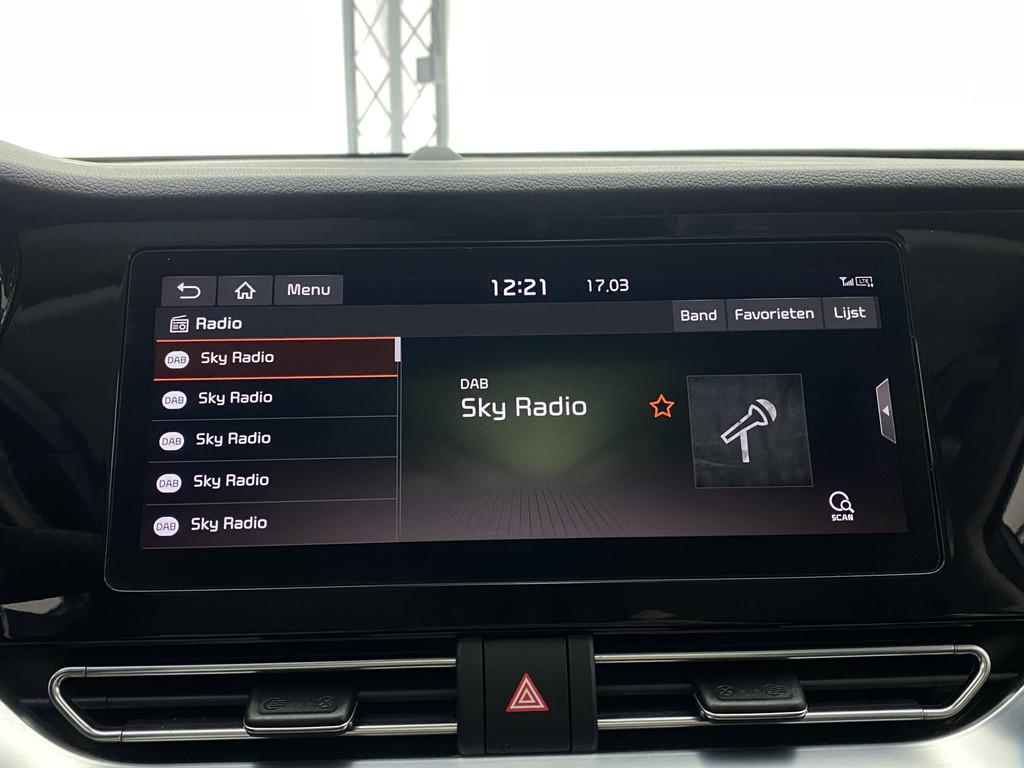 Menu 12:21 17.03 LTE
Radio Band Favorieten Lijst
DAB Sky Radio
DAB Sky Radio
DAB Sky Radio
DAB Sky Radio
DAB Sky Radio
DAB
Sky Radio
SCAN